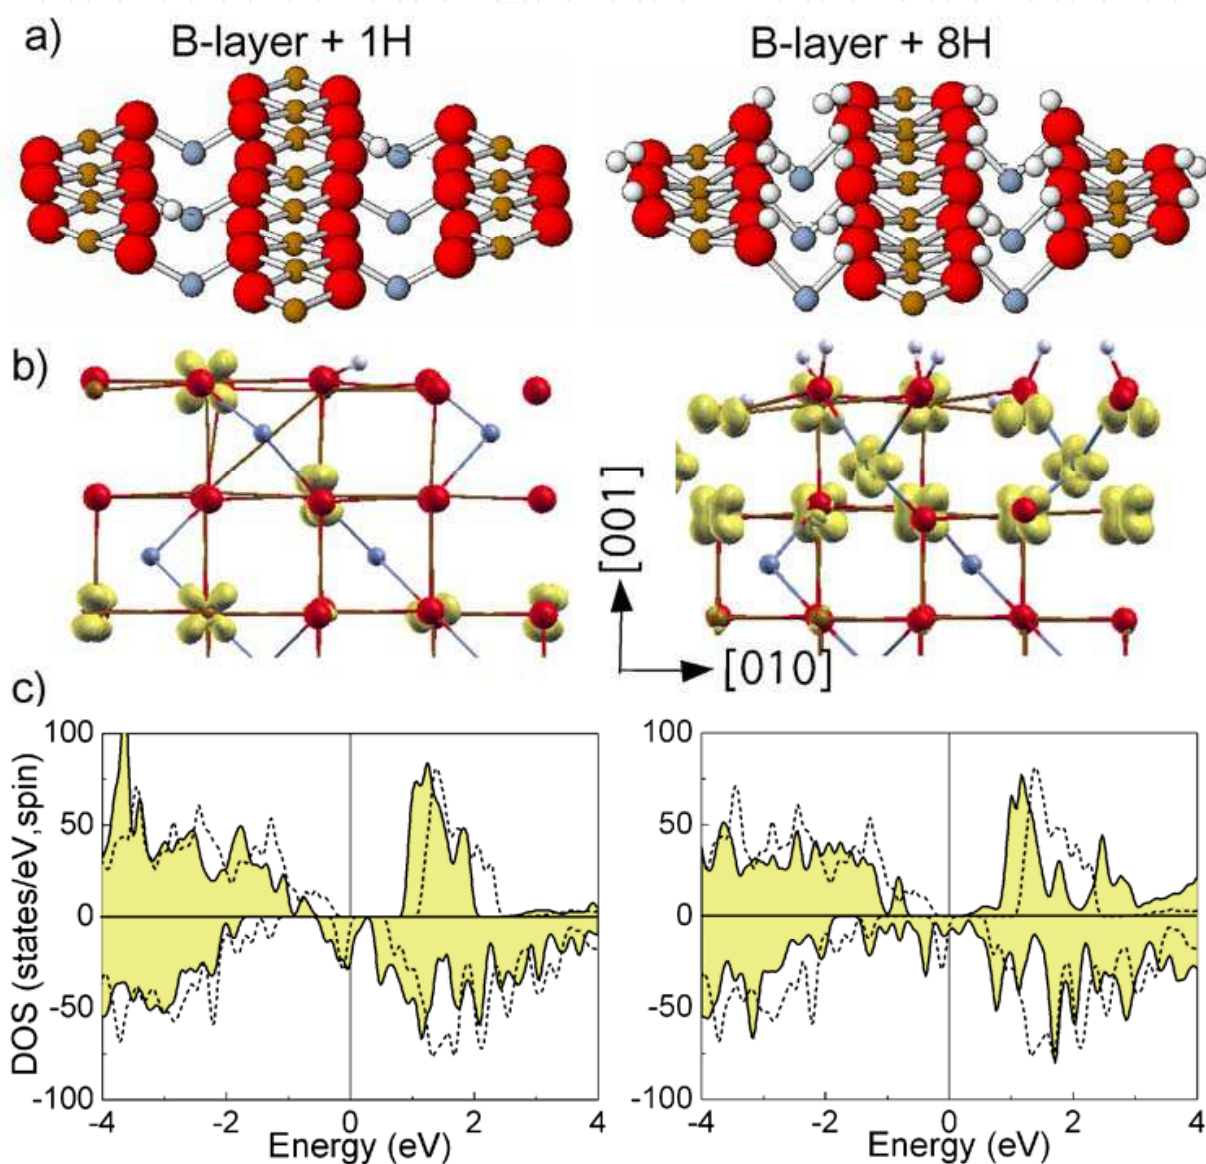 a)
B-layer + 1H
B-layer + 8H
b)
[001]
[010]
c)
DOS (states/eV,spin)
100
50
0
-50
-100
-4 -2 0 2 4
Energy (eV)
100
50
0
-50
-100
-4 -2 0 2 4
Energy (eV)